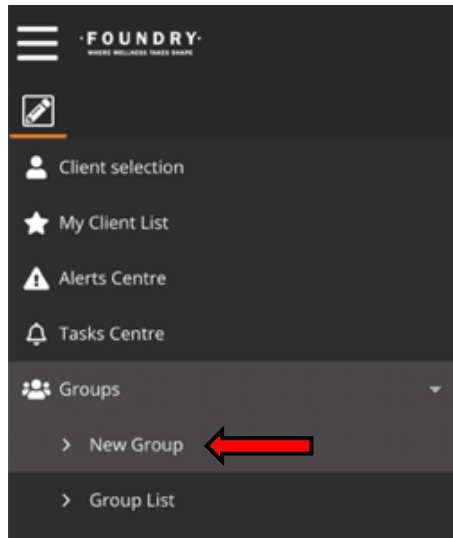 ·FOUNDRY·
WHERE WELLNESS TAKES SHAPE
Client selection
My Client List
Alerts Centre
Tasks Centre
Groups
New Group
Group List